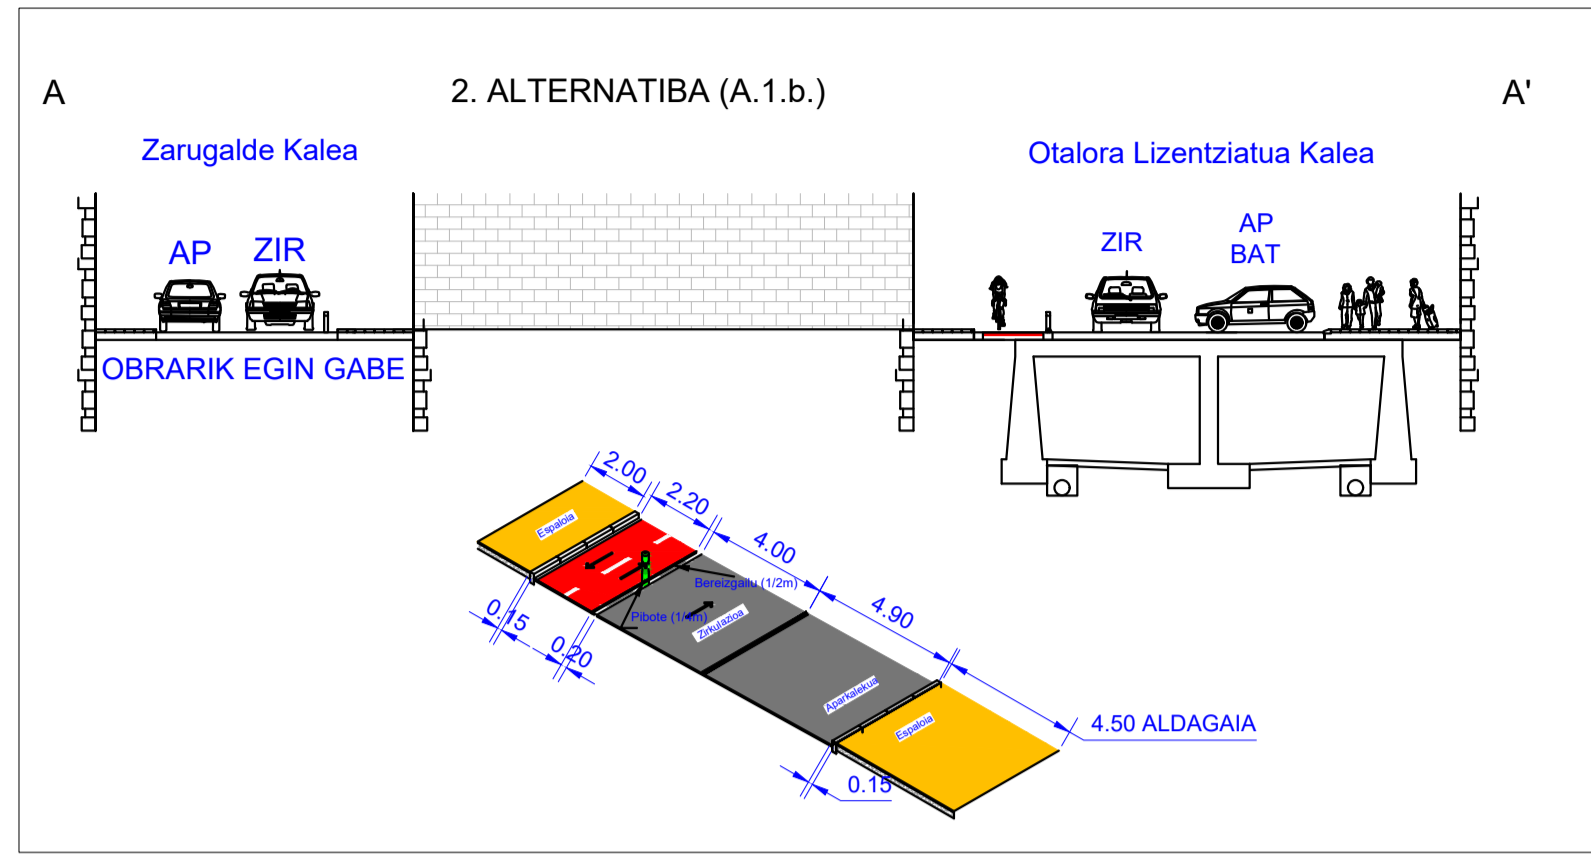 A
2. ALTERNATIBA (A.1.b.)
A'
Zarugalde Kalea
Otalora Lizentziatua Kalea
AP
ZIR
ZIR
AP
BAT
OBRARIK EGIN GABE
2.00
2.20
4.00
4.90
4.50 ALDAGAIA
Espaloia
Bereizgailu (1/2m)
Pibote (1/4m)
Zirkulazioa
Aparkalekua
Espaloia
0.15
0.20
0.15